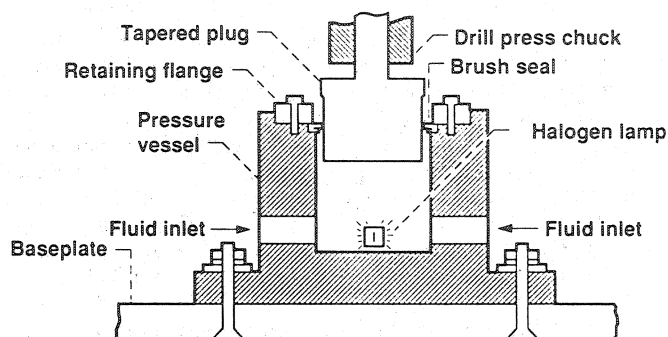 Tapered plug
Drill press chuck
Retaining flange
Brush seal
Pressure
vessel
Halogen lamp
Fluid inlet
Fluid inlet
Baseplate